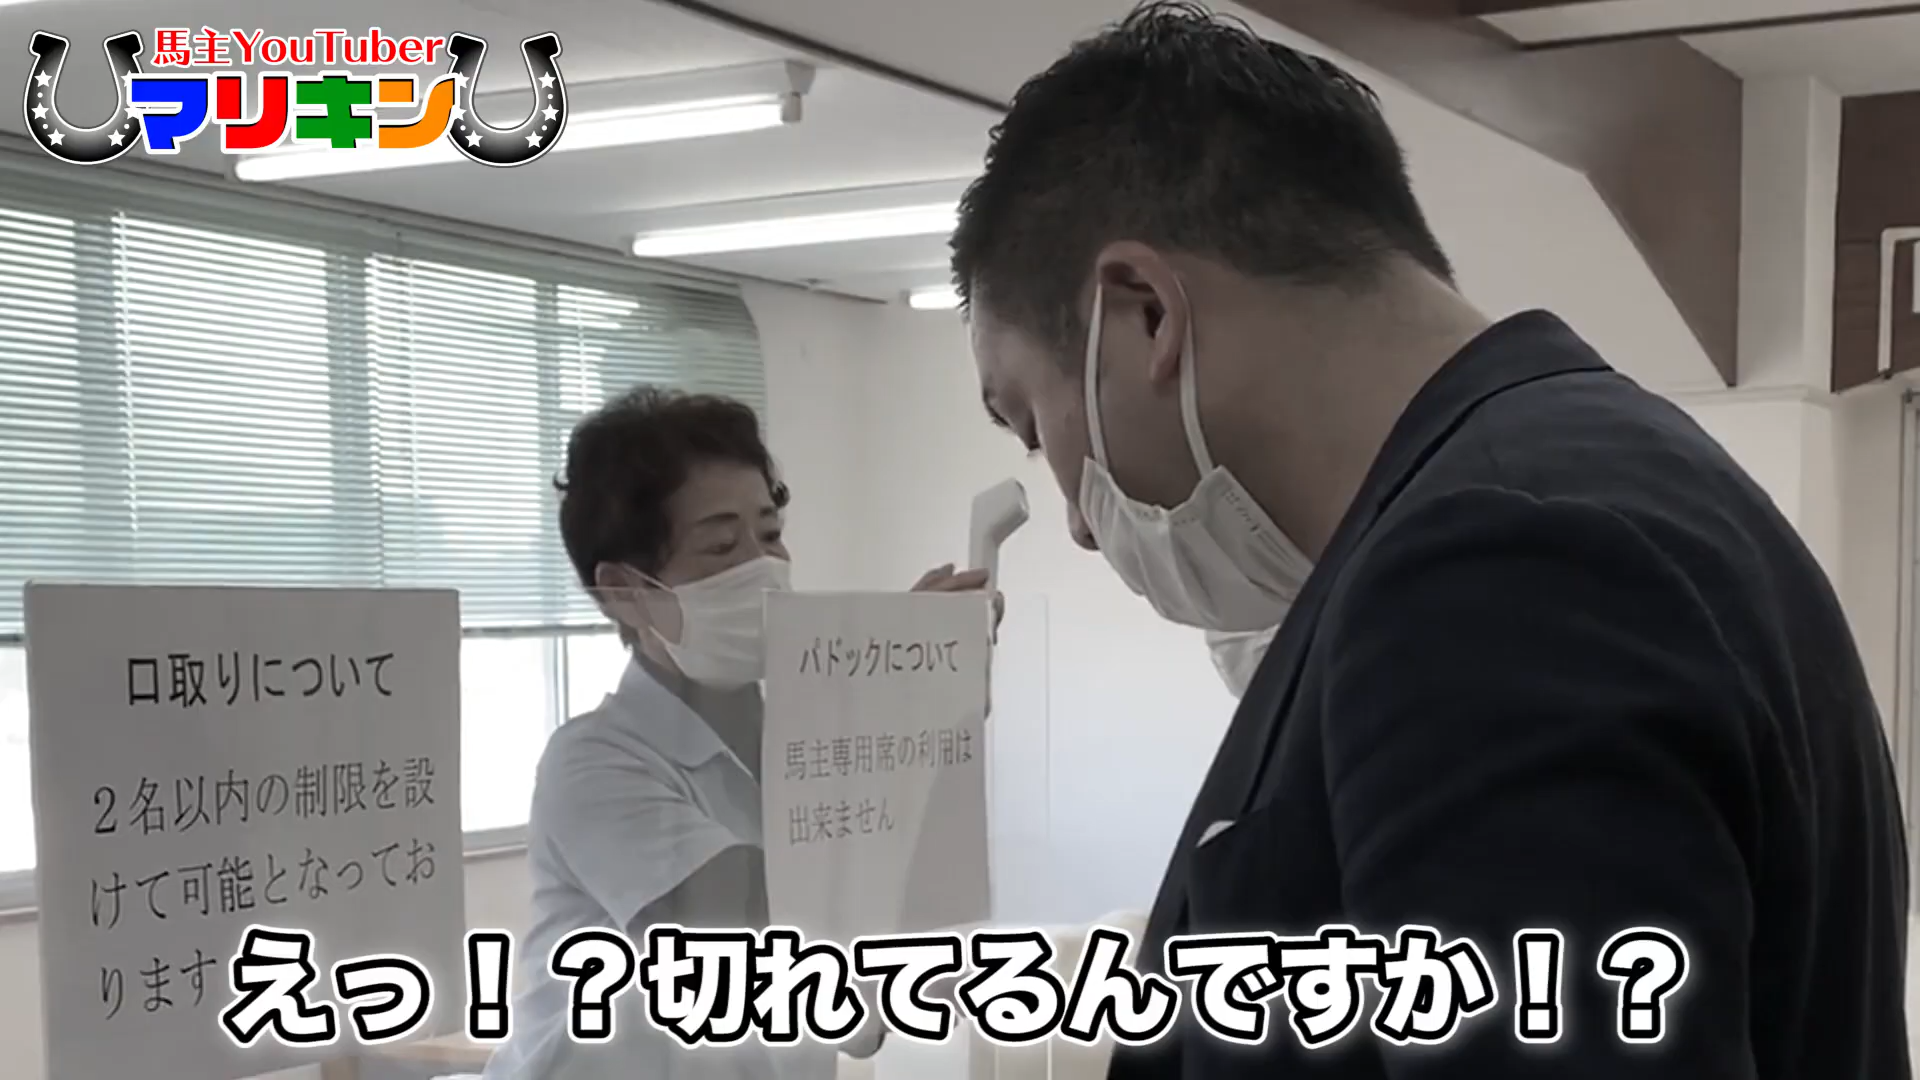 馬主YouTuber
マリキン
口取りについて
2名以内の制限を設
けて可能となってお
ります
パドックについて
馬主専用席の利用は
出来ません
えっ！？切れてるんですか！？